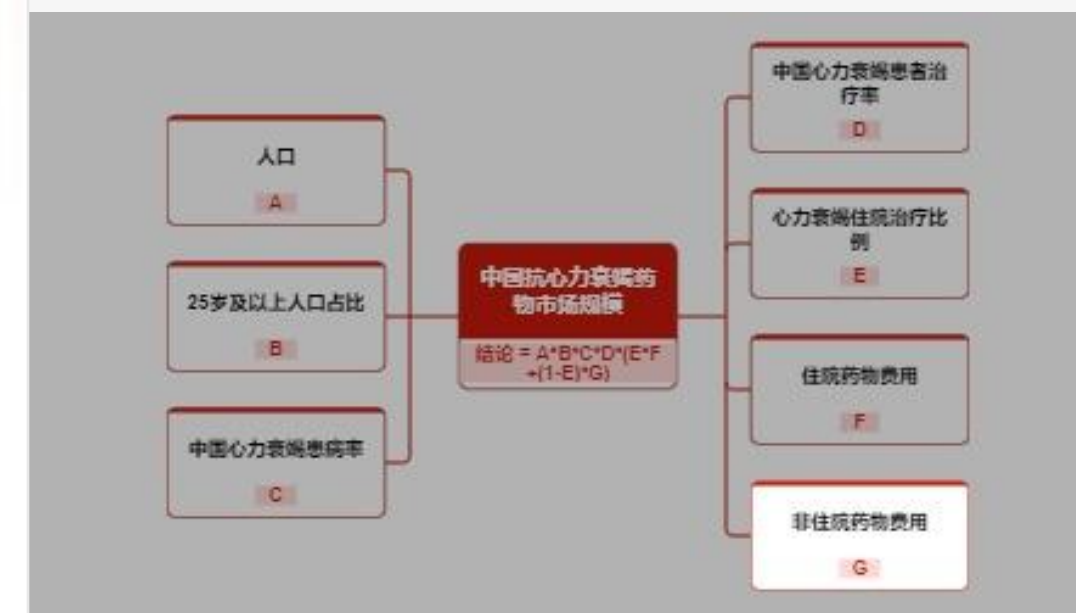 人口
A
25岁及以上人口占比
B
中国心力衰竭患病率
C
中国抗心力衰竭药
物市场规模
结论 = A*B*C*D*(E*F
+(1-E)*G)
中国心力衰竭患者治
疗率
D
心力衰竭住院治疗比
例
E
住院药物费用
F
非住院药物费用
G